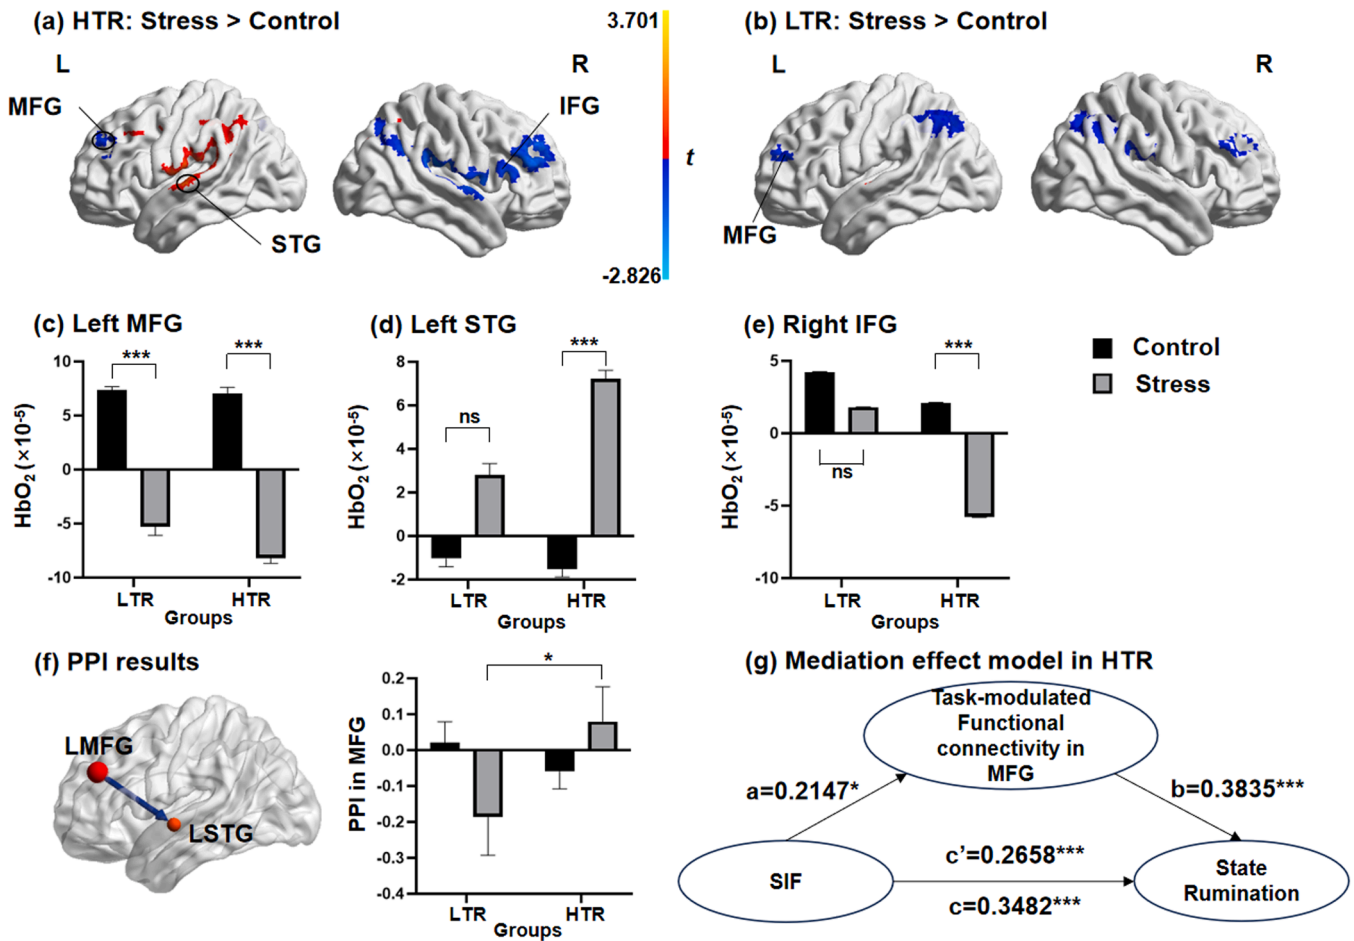 (a) HTR: Stress > Control
L
R
MFG
IFG
STG
3.701
t
-2.826
(b) LTR: Stress > Control
L
R
MFG
(c) Left MFG
***
***
10
5
0
-5
-10
HbO2 (×10-5)
LTR
HTR
Groups
(d) Left STG
***
ns
8
6
4
2
0
-2
HbO2 (×10-5)
LTR
HTR
Groups
(e) Right IFG
***
ns
5
0
-5
-10
HbO2 (×10-5)
LTR
HTR
Groups
Control
Stress
(f) PPI results
LMFG
LSTG
*
0.2
0.1
0.0
-0.1
-0.2
-0.3
-0.4
PPI in MFG
LTR
HTR
Groups
(g) Mediation effect model in HTR
Task-modulated
Functional
connectivity in
MFG
a=0.2147*
b=0.3835***
c’=0.2658***
SIF
State
Rumination
c=0.3482***